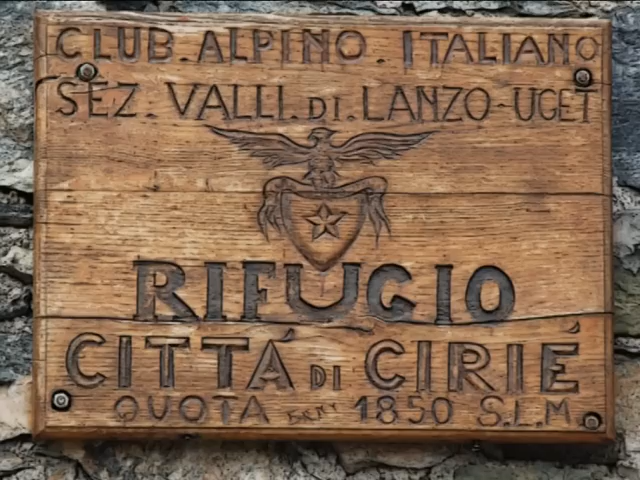 CLUB.ALPINO.ITALIANO
SEZ.VALLI.DI.LANZO-UGET
RIFUGIO
CITTÁ DI CIRIÉ
QUOTA 1850 S.L.M